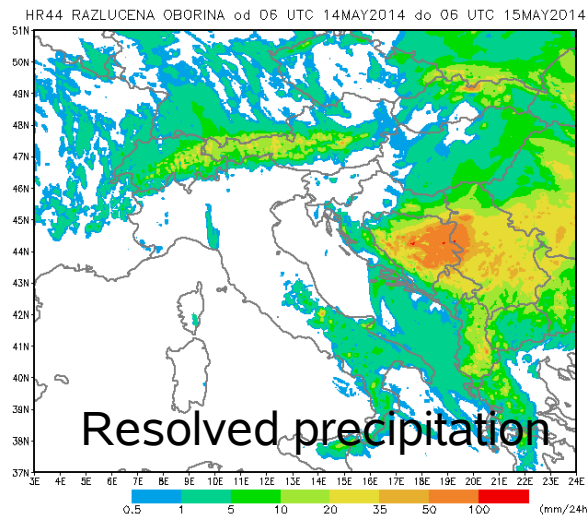 HR44 RAZLUCENA OBORINA od 06 UTC 14MAY2014 do 06 UTC 15MAY2014
51N
50N
49N
48N
47N
46N
45N
44N
43N
42N
41N
40N
39N
38N
37N
Resolved precipitation
3E 4E 5E 6E 7E 8E 9E 10E 11E 12E 13E 14E 15E 16E 17E 18E 19E 20E 21E 22E 23E 24E
0.5 1 5 10 20 35 50 100 (mm/24h)